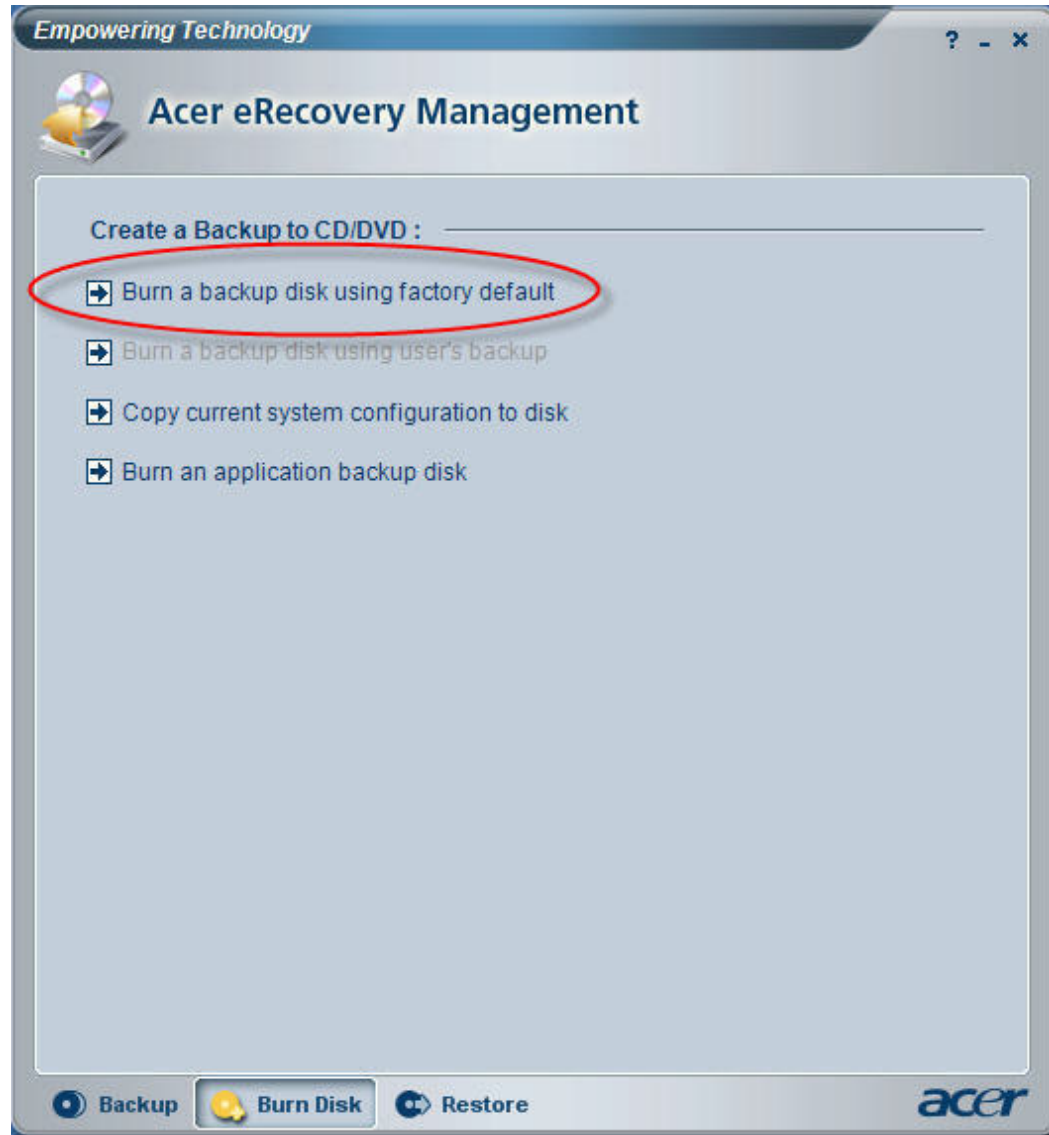 Empowering Technology
? - ×
Acer eRecovery Management
Create a Backup to CD/DVD :
Burn a backup disk using factory default
Burn a backup disk using user's backup
Copy current system configuration to disk
Burn an application backup disk
Backup Burn Disk Restore acer